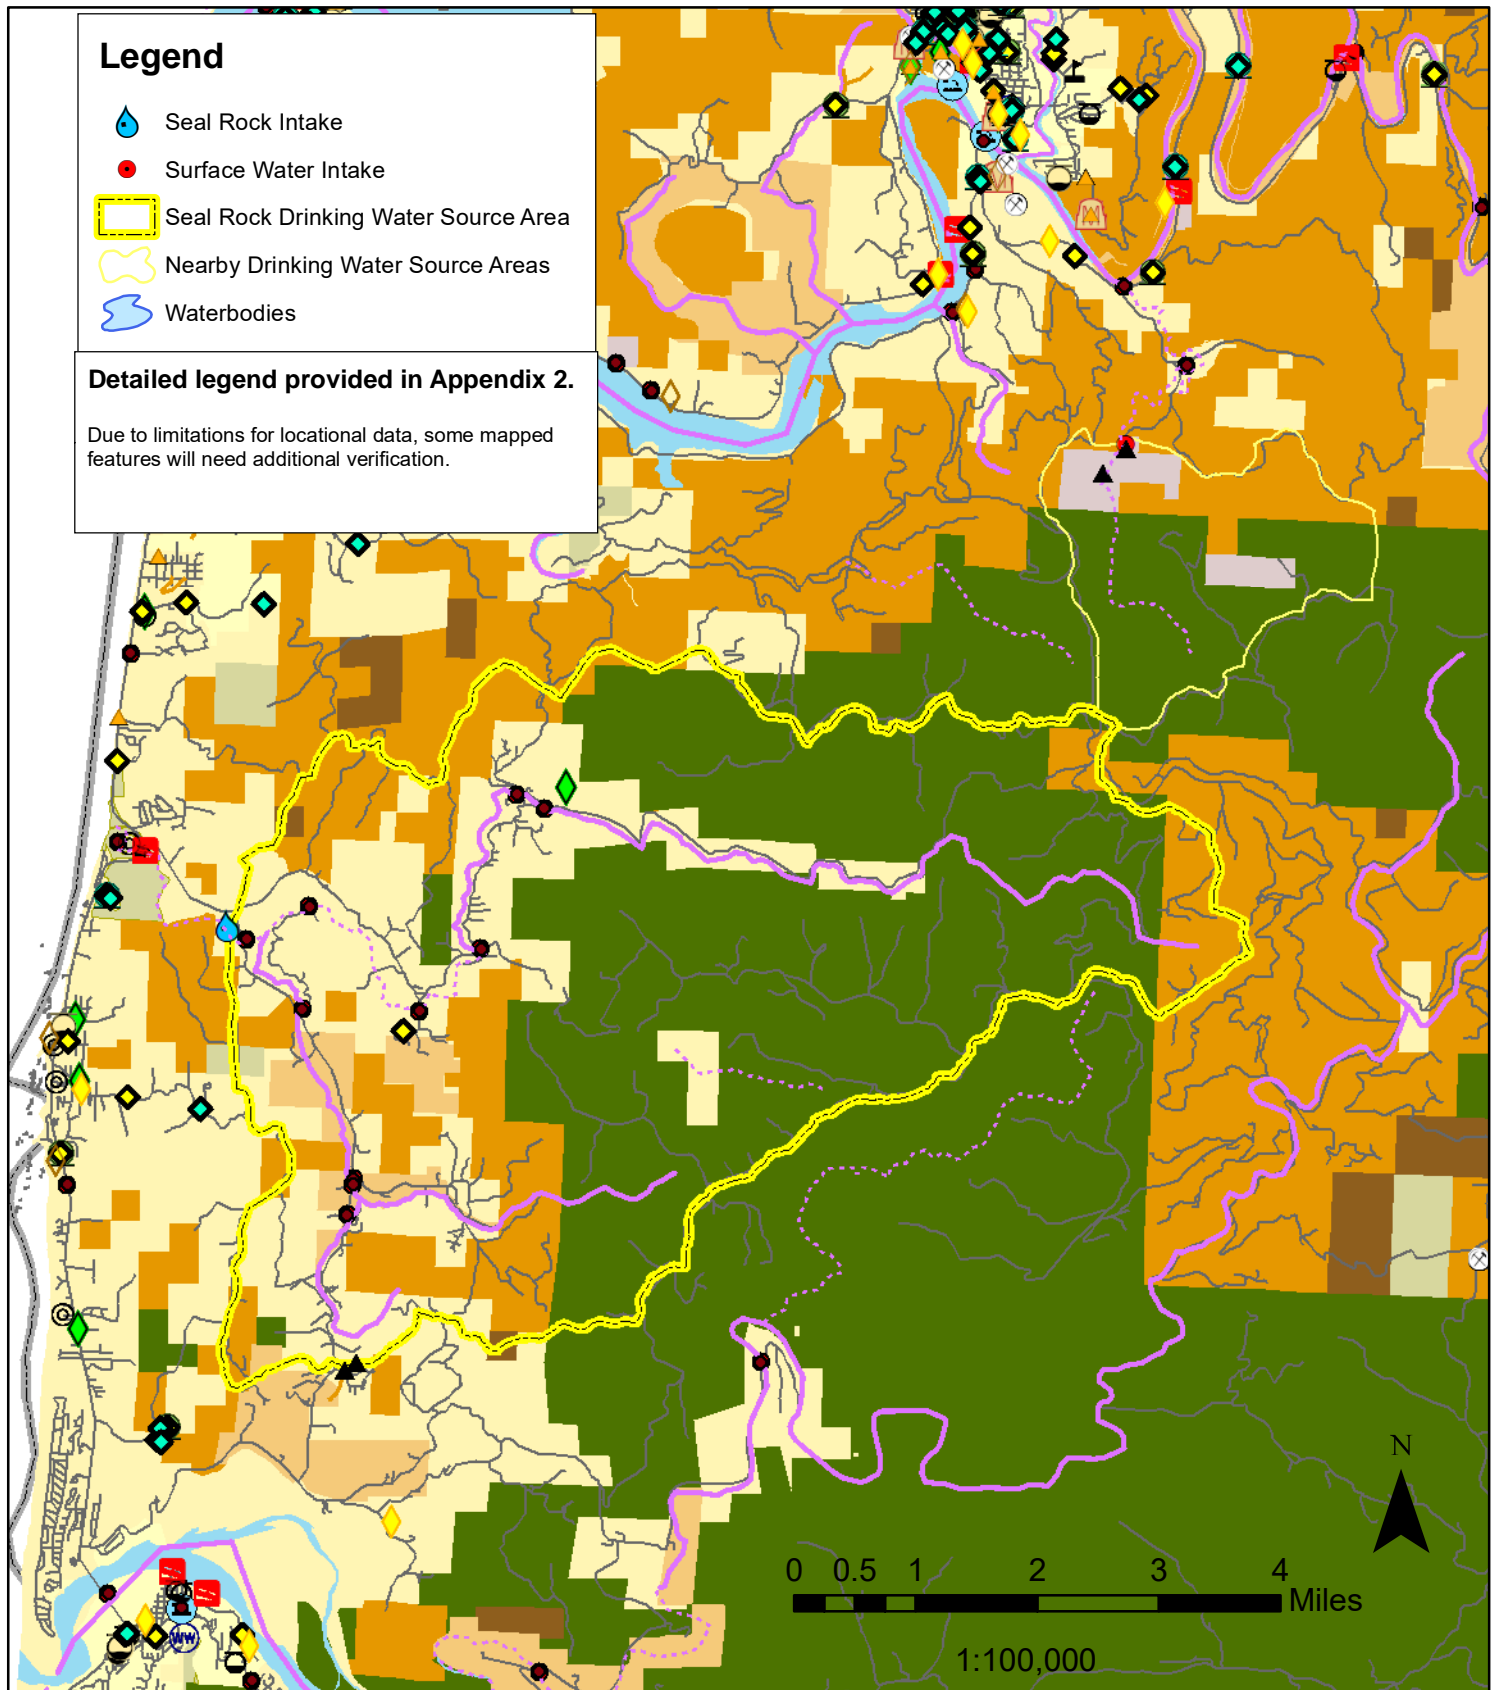 Legend
Seal Rock Intake
Surface Water Intake
Seal Rock Drinking Water Source Area
Nearby Drinking Water Source Areas
Waterbodies
Detailed legend provided in Appendix 2.
Due to limitations for locational data, some mapped
features will need additional verification.
N
0 0.5 1 2 3 4
Miles
1:100,000
WW